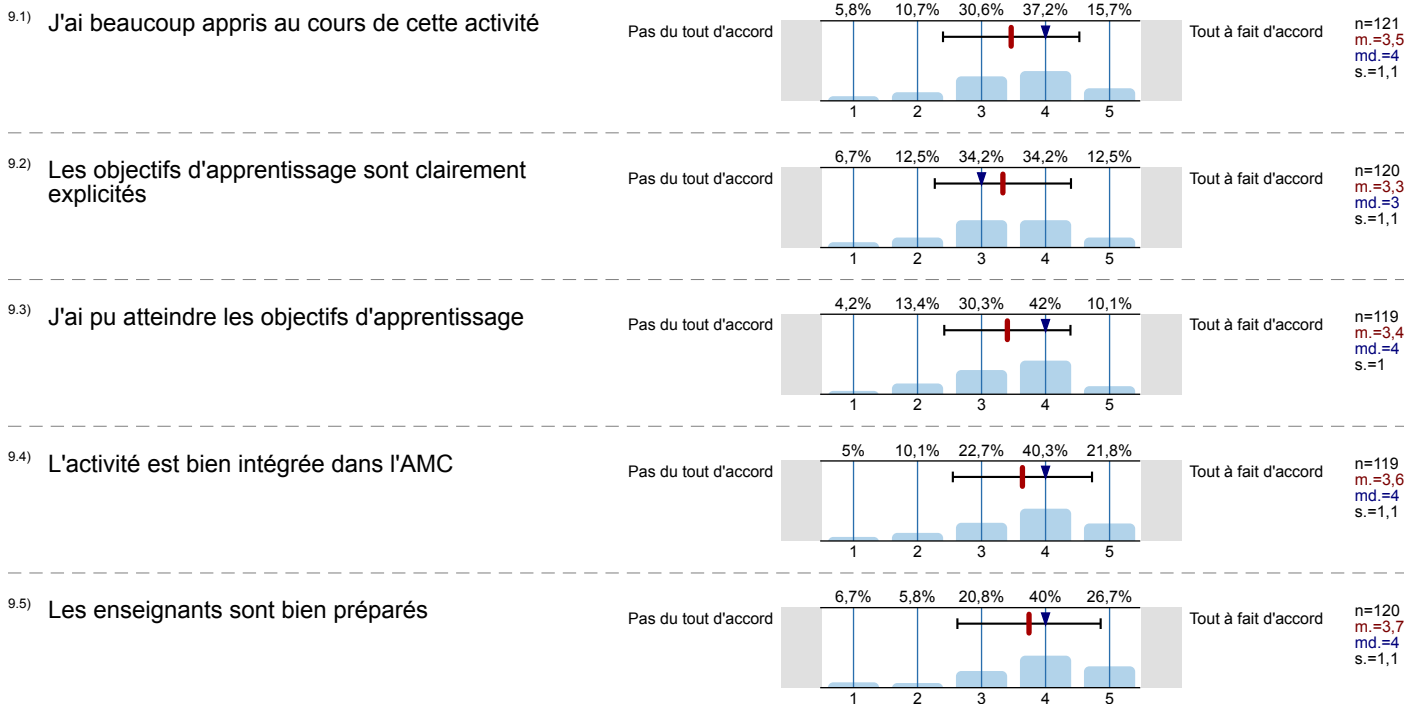 9.1) J'ai beaucoup appris au cours de cette activité
Pas du tout d'accord
5,8% 10,7% 30,6% 37,2% 15,7%
1 2 3 4 5
Tout à fait d'accord
n=121
m.=3,5
md.=4
s.=1,1
9.2) Les objectifs d'apprentissage sont clairement
explicités
Pas du tout d'accord
6,7% 12,5% 34,2% 34,2% 12,5%
1 2 3 4 5
Tout à fait d'accord
n=120
m.=3,3
md.=3
s.=1,1
9.3) J'ai pu atteindre les objectifs d'apprentissage
Pas du tout d'accord
4,2% 13,4% 30,3% 42% 10,1%
1 2 3 4 5
Tout à fait d'accord
n=119
m.=3,4
md.=4
s.=1
9.4) L'activité est bien intégrée dans l'AMC
Pas du tout d'accord
5% 10,1% 22,7% 40,3% 21,8%
1 2 3 4 5
Tout à fait d'accord
n=119
m.=3,6
md.=4
s.=1,1
9.5) Les enseignants sont bien préparés
Pas du tout d'accord
6,7% 5,8% 20,8% 40% 26,7%
1 2 3 4 5
Tout à fait d'accord
n=120
m.=3,7
md.=4
s.=1,1